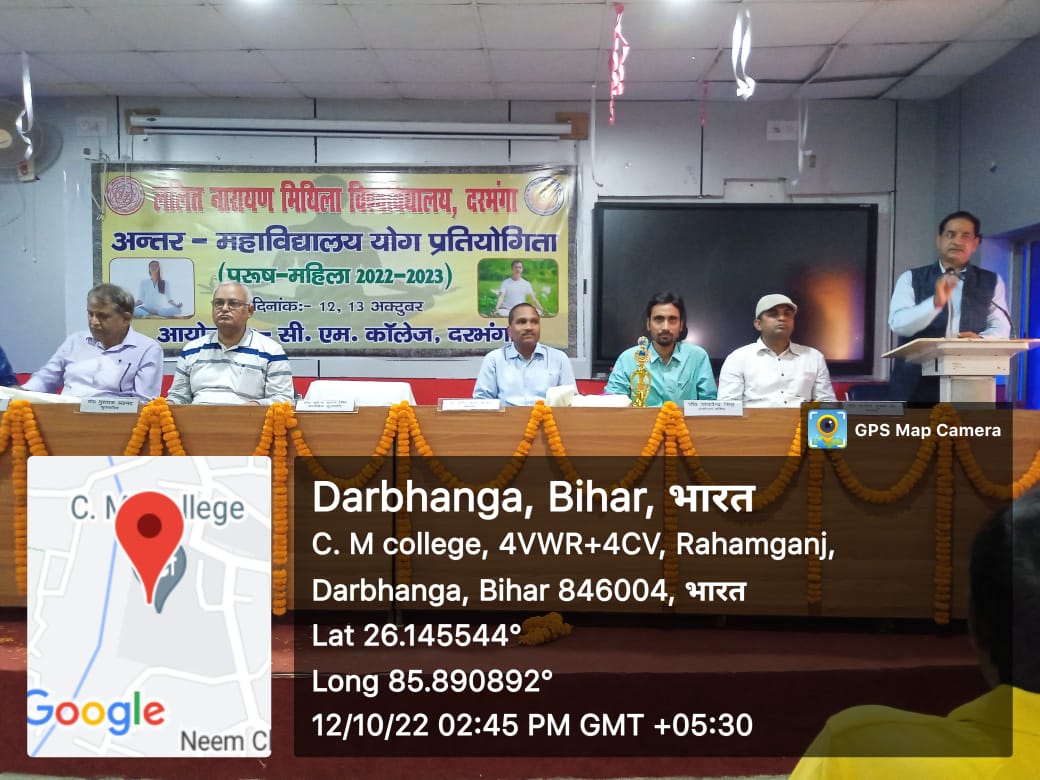 ललित नारायण मिथिला विश्वविद्यालय, दरभंगा
अन्तर - महाविद्यालय योग प्रतियोगिता
(परूष-महिला 2022-2023)
दिनांक:- 12, 13 अक्टुबर
- सी. एम. कॉलेज, दरभंगा
GPS Map Camera
C. M college
Google
Neem
Darbhanga, Bihar, भारत
C. M college, 4VWR+4CV, Rahamganj,
Darbhanga, Bihar 846004, भारत
Lat 26.145544°
Long 85.890892°
12/10/22 02:45 PM GMT +05:30